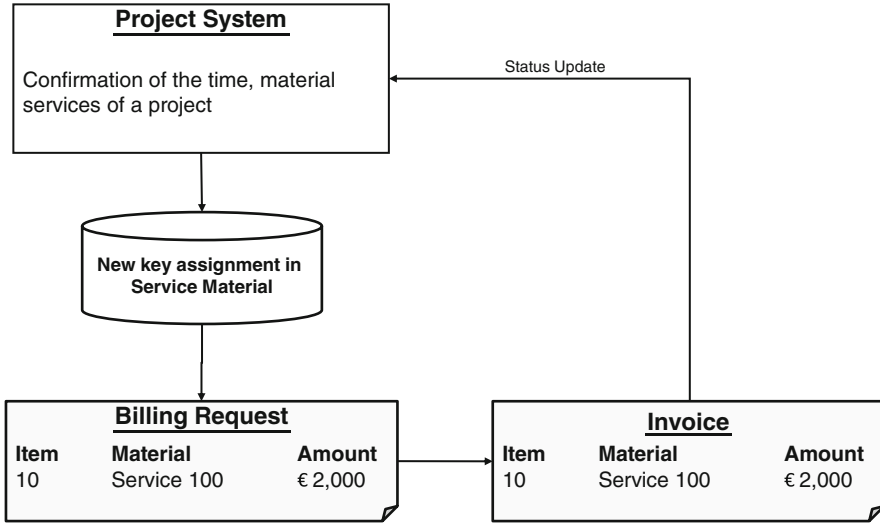 Project System
Status Update
Confirmation of the time, material
services of a project
New key assignment in
Service Material
Billing Request
Item Material Amount
10 Service 100 € 2,000
Invoice
Item Material Amount
10 Service 100 € 2,000